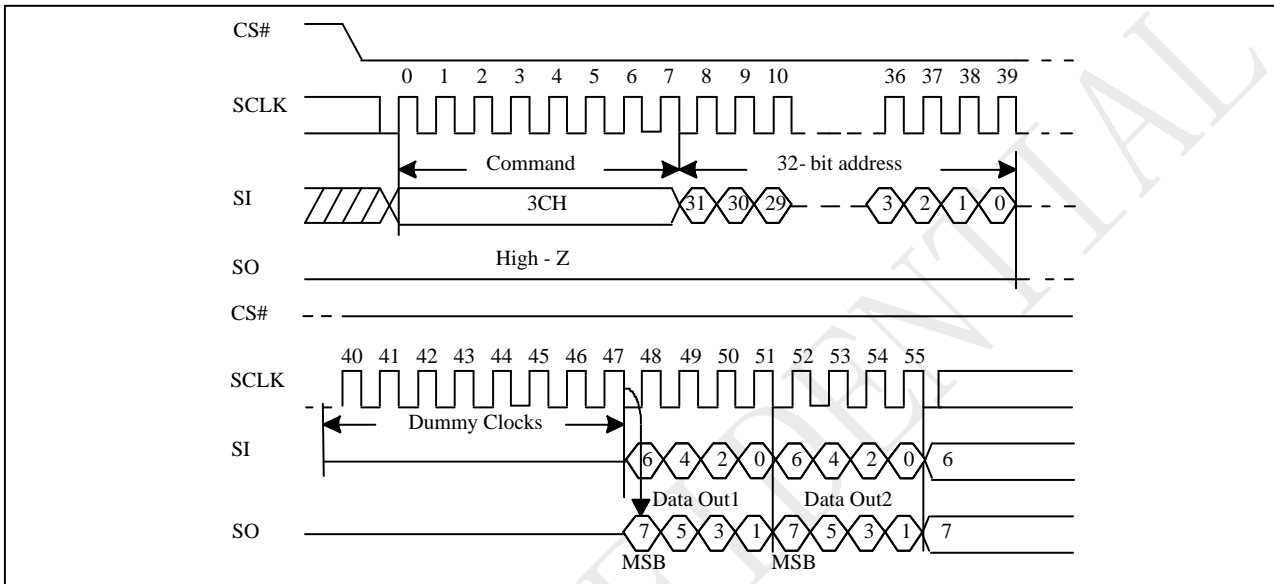 CS#
0 1 2 3 4 5 6 7 8 9 10 36 37 38 39
SCLK
Command 32- bit address
SI 3CH 31 30 29 3 2 1 0
High - Z
SO
CS#
40 41 42 43 44 45 46 47 48 49 50 51 52 53 54 55
SCLK
Dummy Clocks
SI 6 4 2 0 6 4 2 0 6
Data Out1 Data Out2
SO 7 5 3 1 7 5 3 1 7
MSB MSB